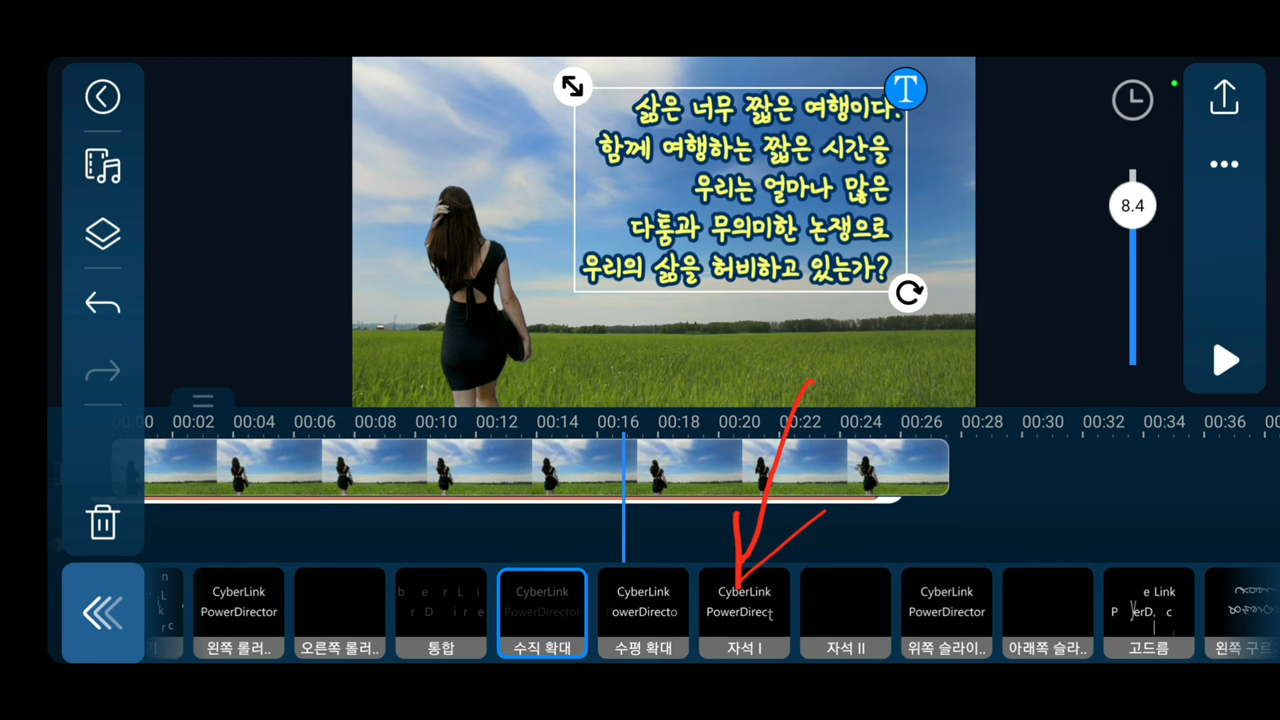 삶은 너무 짧은 여행이다.
함께 여행하는 짧은 시간을
우리는 얼마나 많은
다툼과 무의미한 논쟁으로
우리의 삶을 허비하고 있는가?
T
8.4
00:02 00:04 00:06 00:08 00:10 00:12 00:14 00:16 00:18 00:20 00:22 00:24 00:26 00:28 00:30 00:32 00:34 00:36
CyberLink
PowerDirector
왼쪽 롤러..
오른쪽 롤러..
b e r L i
r D i r e
통합
CyberLink
PowerDirector
수직 확대
CyberLink
owerDirecto
수평 확대
CyberLink
PowerDirect
자석 I
자석 II
CyberLink
PowerDirector
위쪽 슬라이..
아래쪽 슬라..
e Link
고드름
왼쪽 구르